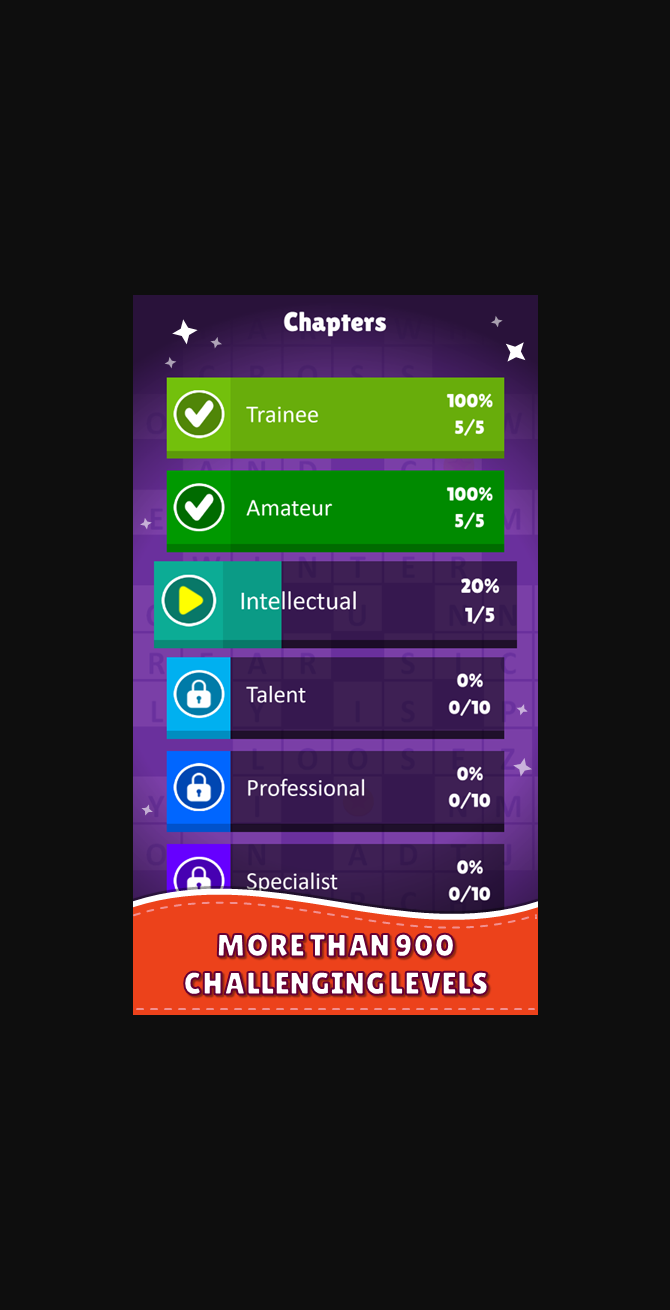 Chapters
Trainee
100%
5/5
Amateur
100%
5/5
Intellectual
20%
1/5
Talent
0%
0/10
Professional
0%
0/10
Specialist
0%
0/10
MORE THAN 900
CHALLENGING LEVELS